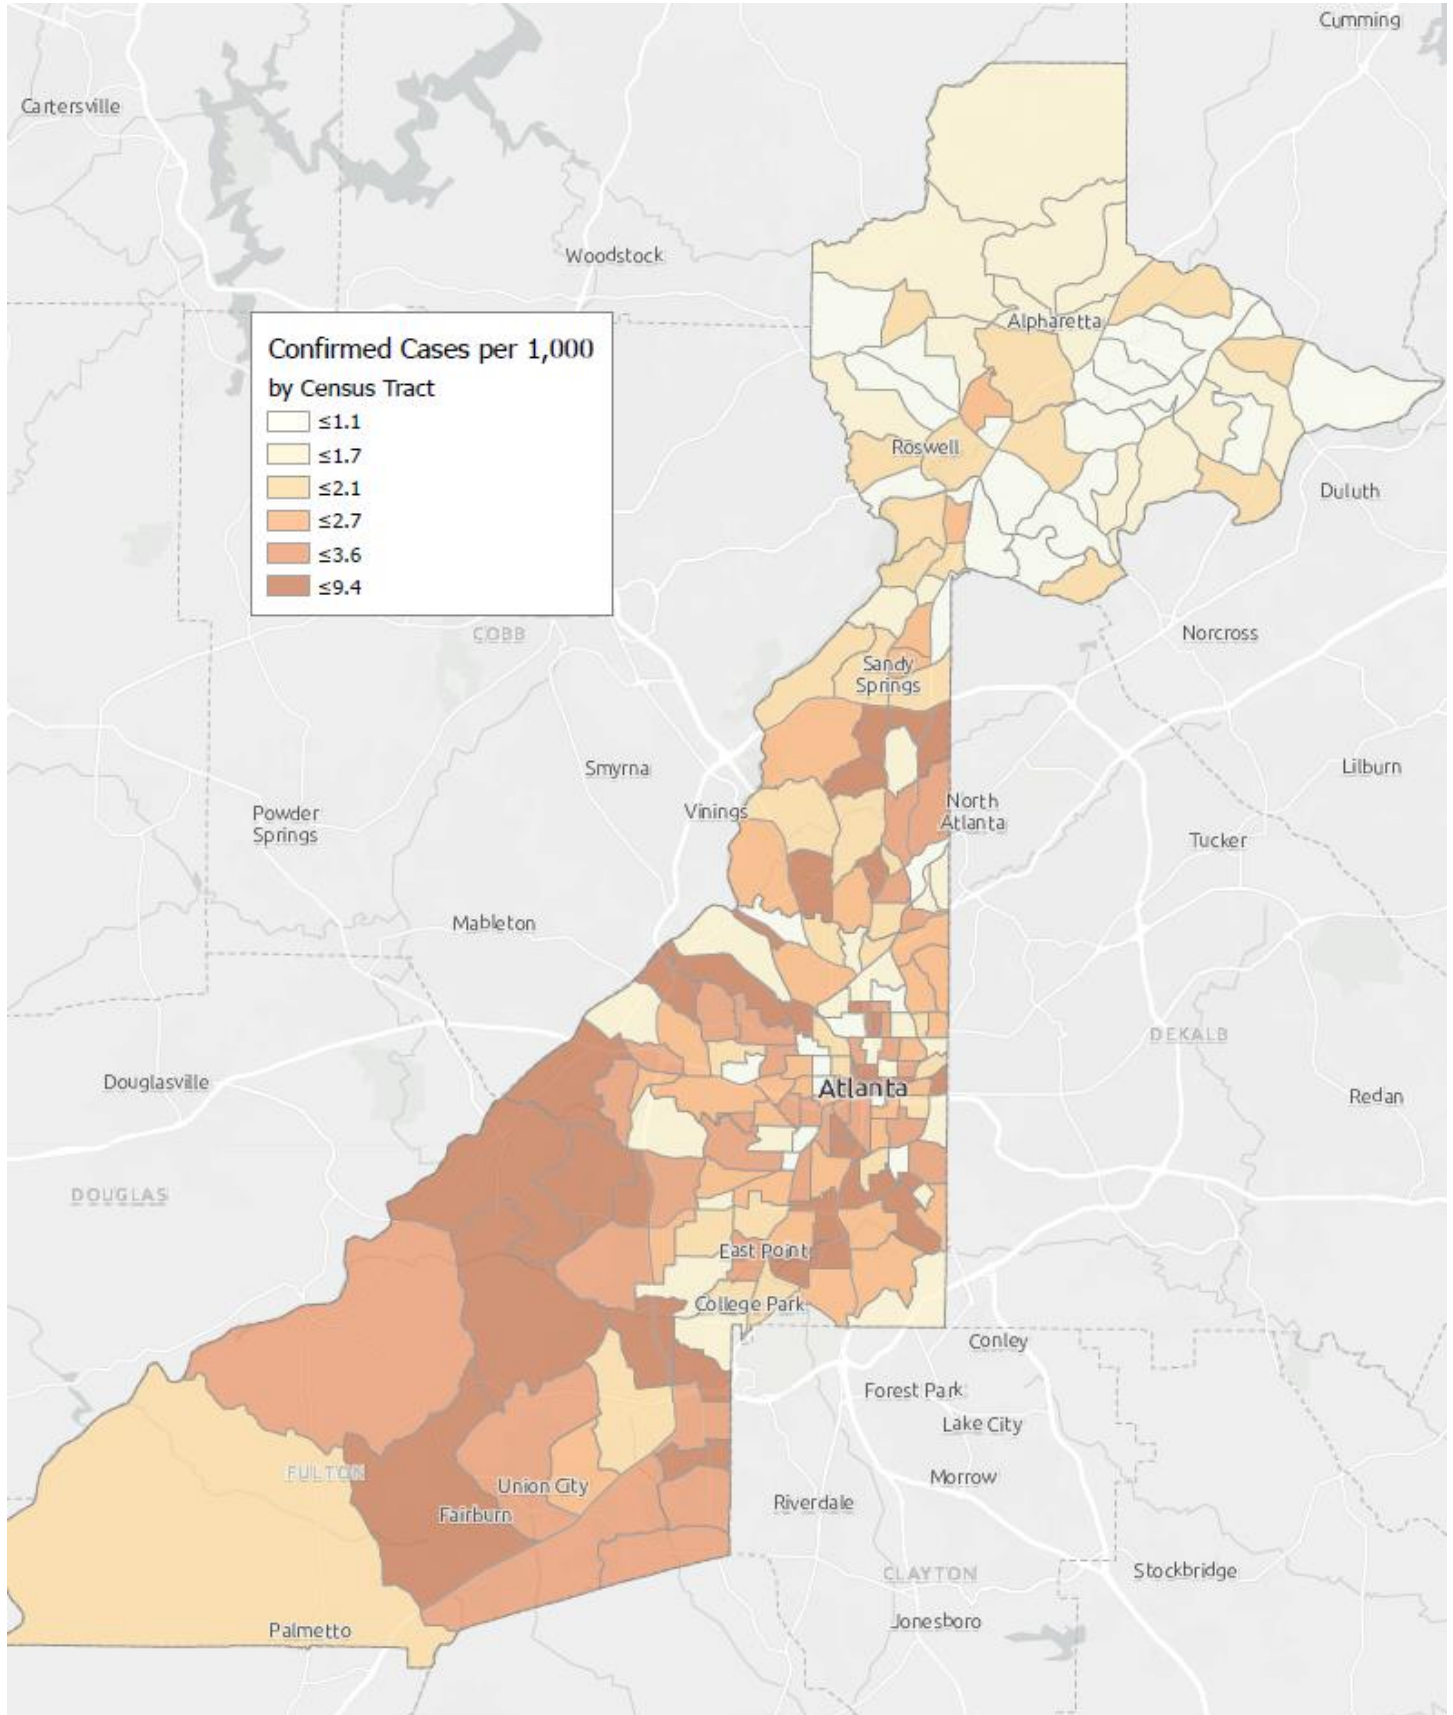 Cumming
Cartersville
Woodstock
Confirmed Cases per 1,000
by Census Tract
≤1.1
≤1.7
≤2.1
≤2.7
≤3.6
≤9.4
Alpharetta
Roswell
Duluth
COBB
Norcross
Sandy
Springs
Smyrna
Lilburn
Vinings
North
Atlanta
Powder
Springs
Tucker
Mableton
DEKALB
Douglasville
Atlanta
Redan
DOUGLAS
East Point
College Park
Conley
Forest Park
Lake City
FULTON
Union City
Morrow
Riverdale
Fairburn
CLAYTON
Stockbridge
Jonesboro
Palmetto